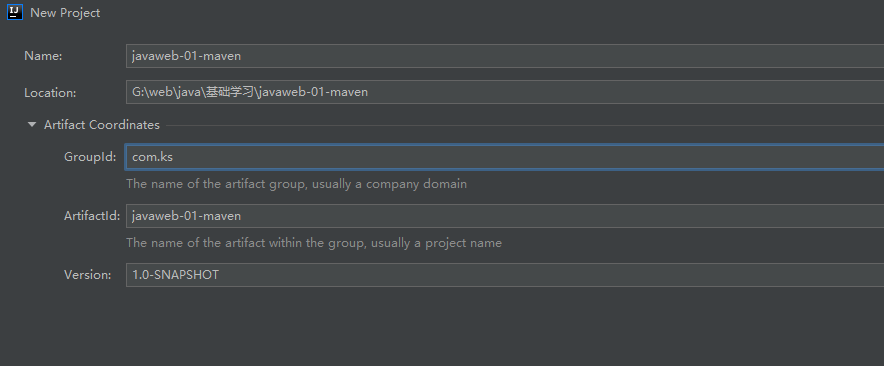 IJ New Project
Name: javaweb-01-maven
Location: G:\web\java\基础学习\javaweb-01-maven
Artifact Coordinates
GroupId: com.ks
The name of the artifact group, usually a company domain
ArtifactId: javaweb-01-maven
The name of the artifact within the group, usually a project name
Version: 1.0-SNAPSHOT